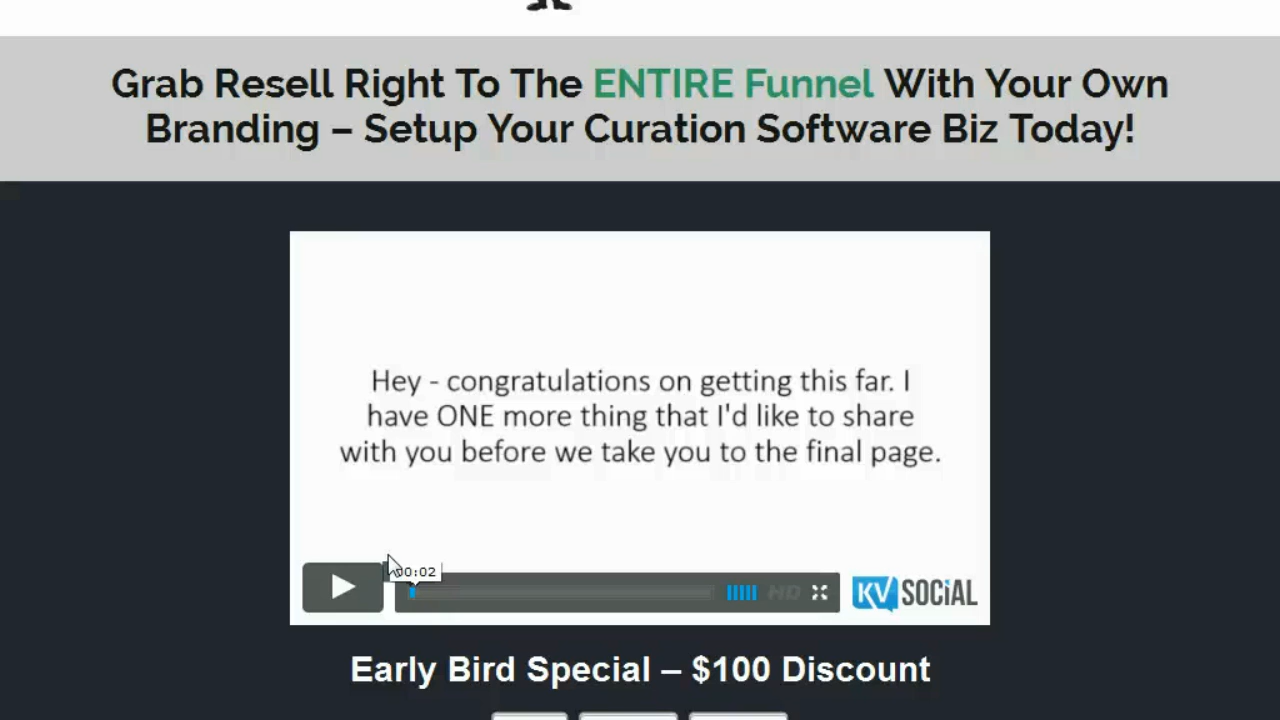 Grab Resell Right To The ENTIRE Funnel With Your Own
Branding – Setup Your Curation Software Biz Today!
Hey - congratulations on getting this far. I
have ONE more thing that I'd like to share
with you before we take you to the final page.
00:02
HD
KV SOCIAL
Early Bird Special – $100 Discount